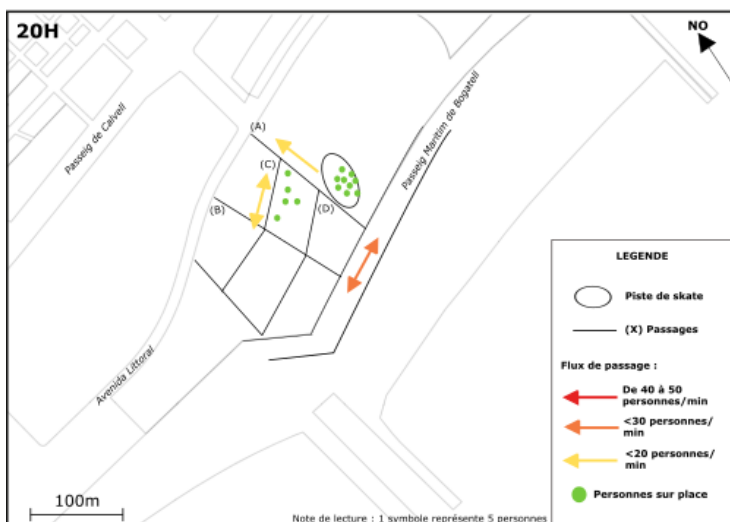 20H
NO
Passeig de Calvell
Passeig Maritim de Bogatell
(A)
(C)
(B)
(D)
Avenida Littoral
LEGENDE
Piste de skate
(X) Passages
Flux de passage :
De 40 à 50
personnes/min
<30 personnes/
min
<20 personnes/
min
Personnes sur place
100m
Note de lecture : 1 symbole représente 5 personnes